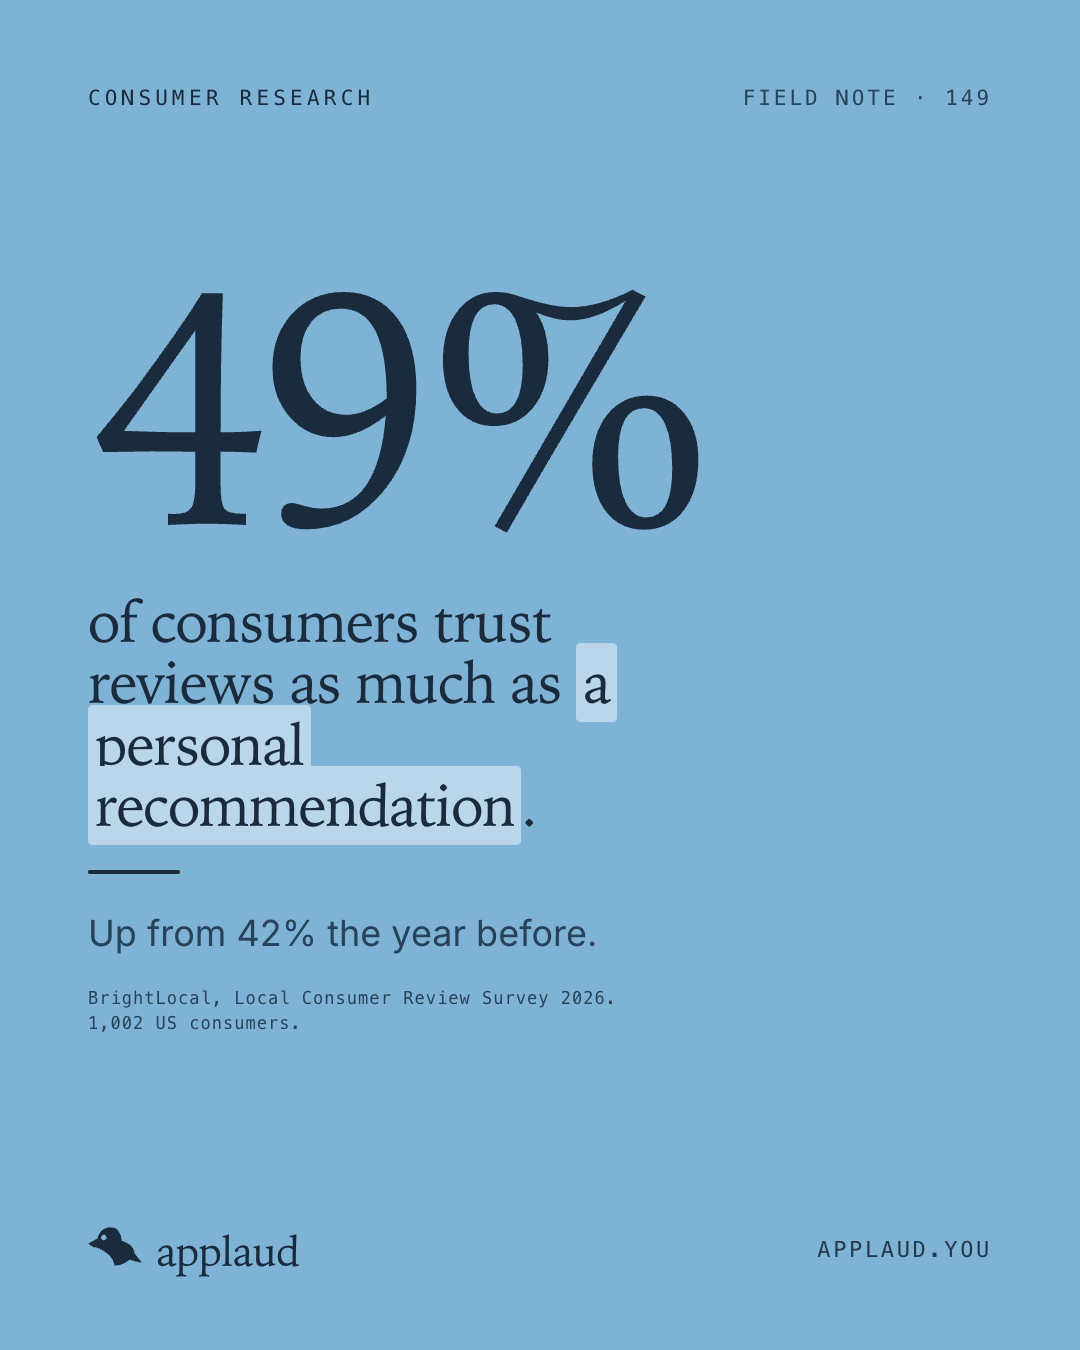 CONSUMER RESEARCH
FIELD NOTE · 149
49%
of consumers trust
reviews as much as a
personal
recommendation.
Up from 42% the year before.
BrightLocal, Local Consumer Review Survey 2026.
1,002 US consumers.
applaud
APPLAUD.YOU